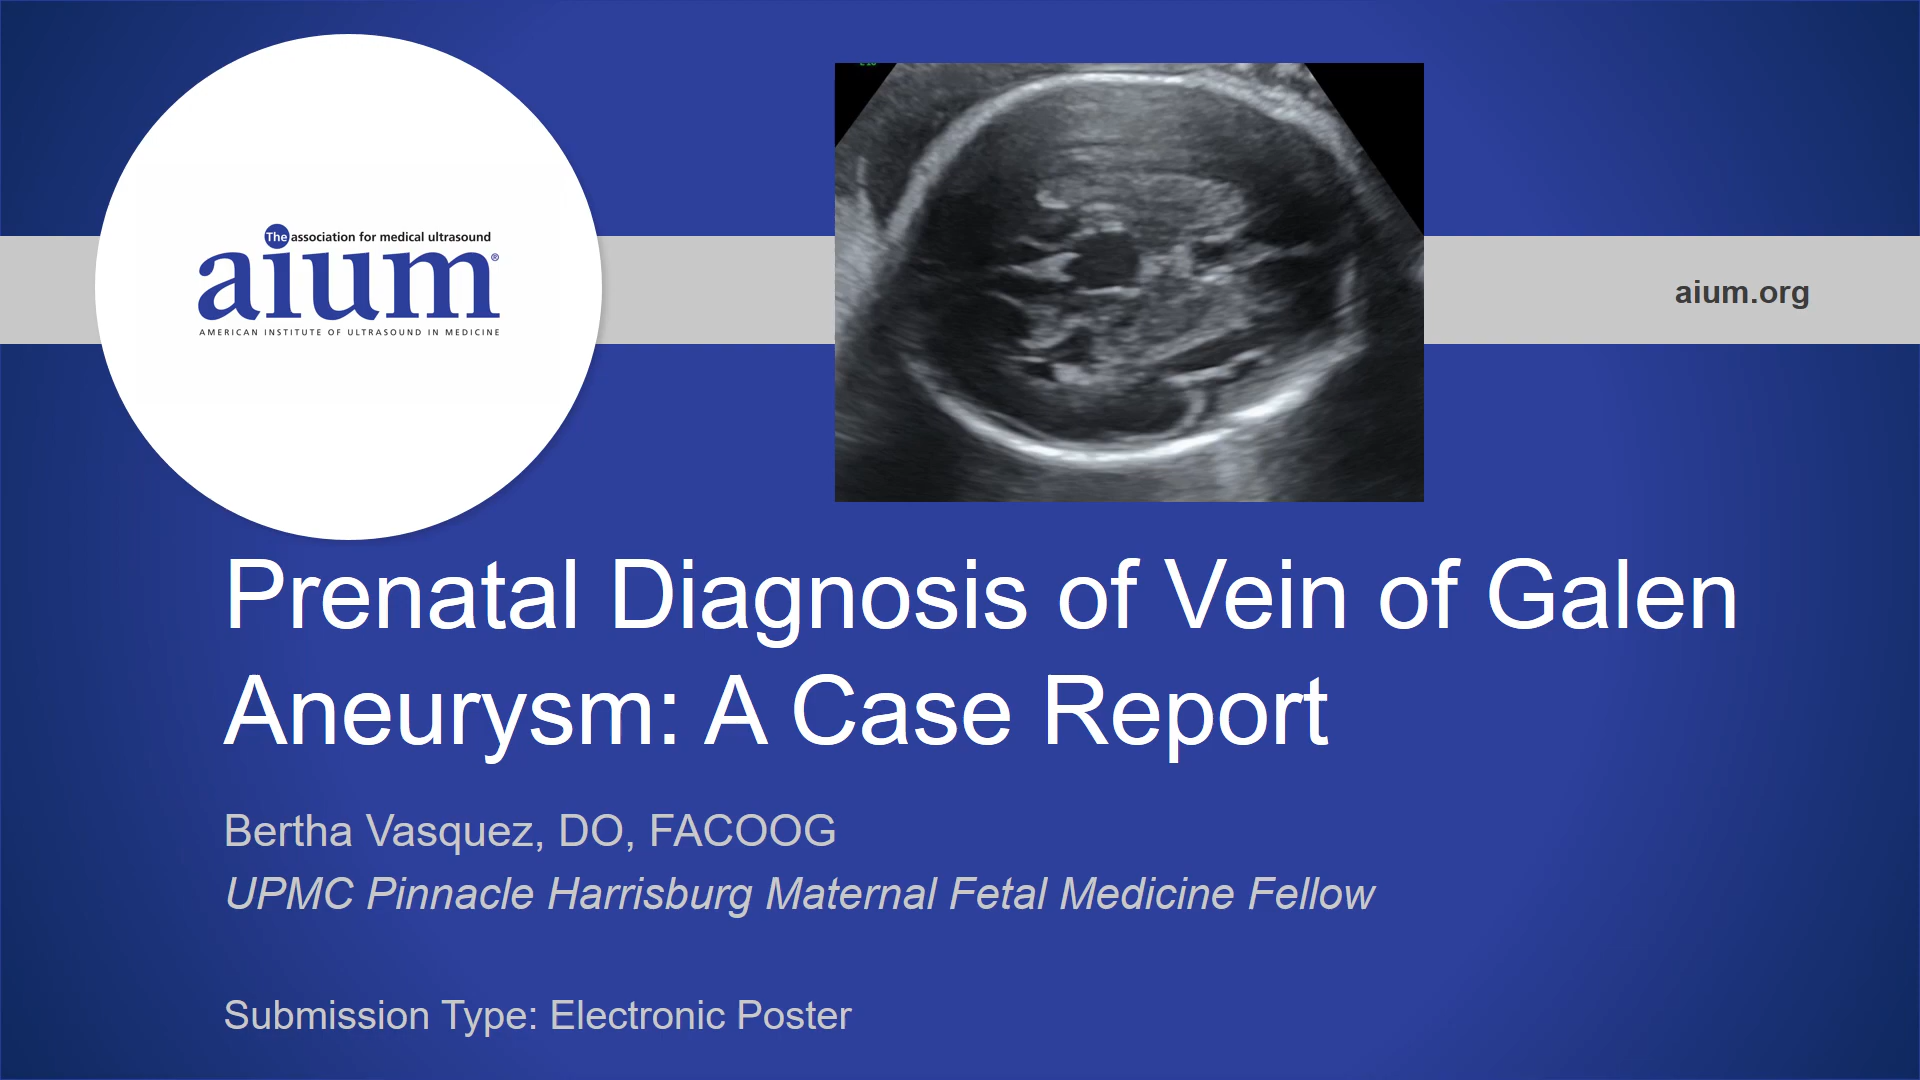 The association for medical ultrasound
aium®
AMERICAN INSTITUTE OF ULTRASOUND IN MEDICINE
aium.org
Prenatal Diagnosis of Vein of Galen
Aneurysm: A Case Report
Bertha Vasquez, DO, FACOOG
UPMC Pinnacle Harrisburg Maternal Fetal Medicine Fellow
Submission Type: Electronic Poster